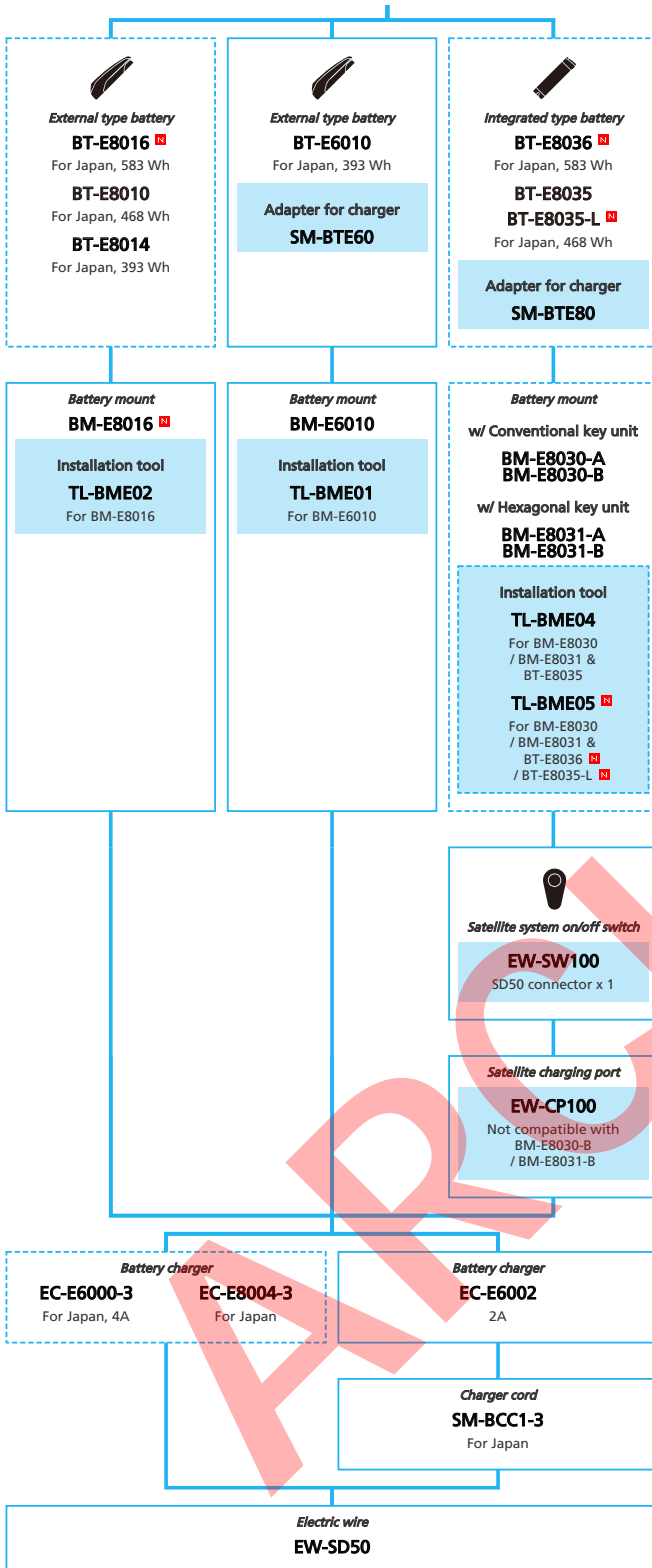 External type battery
BT-E8016 N
For Japan, 583 Wh
BT-E8010
For Japan, 468 Wh
BT-E8014
For Japan, 393 Wh
External type battery
BT-E6010
For Japan, 393 Wh
Adapter for charger
SM-BTE60
Integrated type battery
BT-E8036 N
For Japan, 583 Wh
BT-E8035
BT-E8035-L N
For Japan, 468 Wh
Adapter for charger
SM-BTE80
Battery mount
BM-E8016 N
Installation tool
TL-BME02
For BM-E8016
Battery mount
BM-E6010
Installation tool
TL-BME01
For BM-E6010
Battery mount
w/ Conventional key unit
BM-E8030-A
BM-E8030-B
w/ Hexagonal key unit
BM-E8031-A
BM-E8031-B
Installation tool
TL-BME04
For BM-E8030
/ BM-E8031 &
BT-E8035
TL-BME05 N
For BM-E8030
/ BM-E8031 &
BT-E8036 N
/ BT-E8035-L N
Satellite system on/off switch
EW-SW100
SD50 connector x 1
Satellite charging port
EW-CP100
Not compatible with
BM-E8030-B
/ BM-E8031-B
Battery charger
EC-E6000-3
For Japan, 4A
EC-E8004-3
For Japan
Battery charger
EC-E6002
2A
Charger cord
SM-BCC1-3
For Japan
Electric wire
EW-SD50
ARC